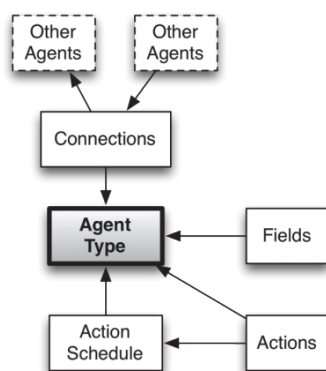 Other
Agents
Other
Agents
Connections
Agent
Type
Fields
Action
Schedule
Actions